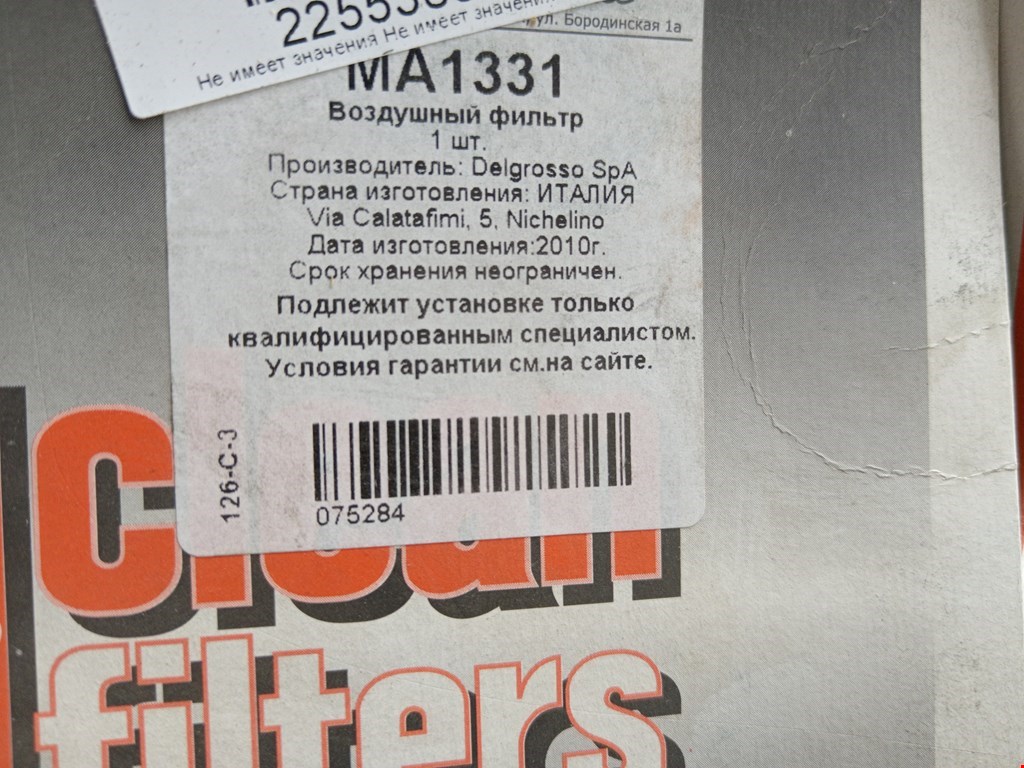 Не имеет значения Не имеет
ул. Бородинская 1а
MA1331
Воздушный фильтр
1 шт.
Производитель: Delgrosso SpA
Страна изготовления: ИТАЛИЯ
Via Calatafimi, 5, Nichelino
Дата изготовления:2010г.
Срок хранения неограничен.
Подлежит установке только
квалифицированным специалистом.
Условия гарантии см.на сайте.
126-C-3
075284
clean
filters